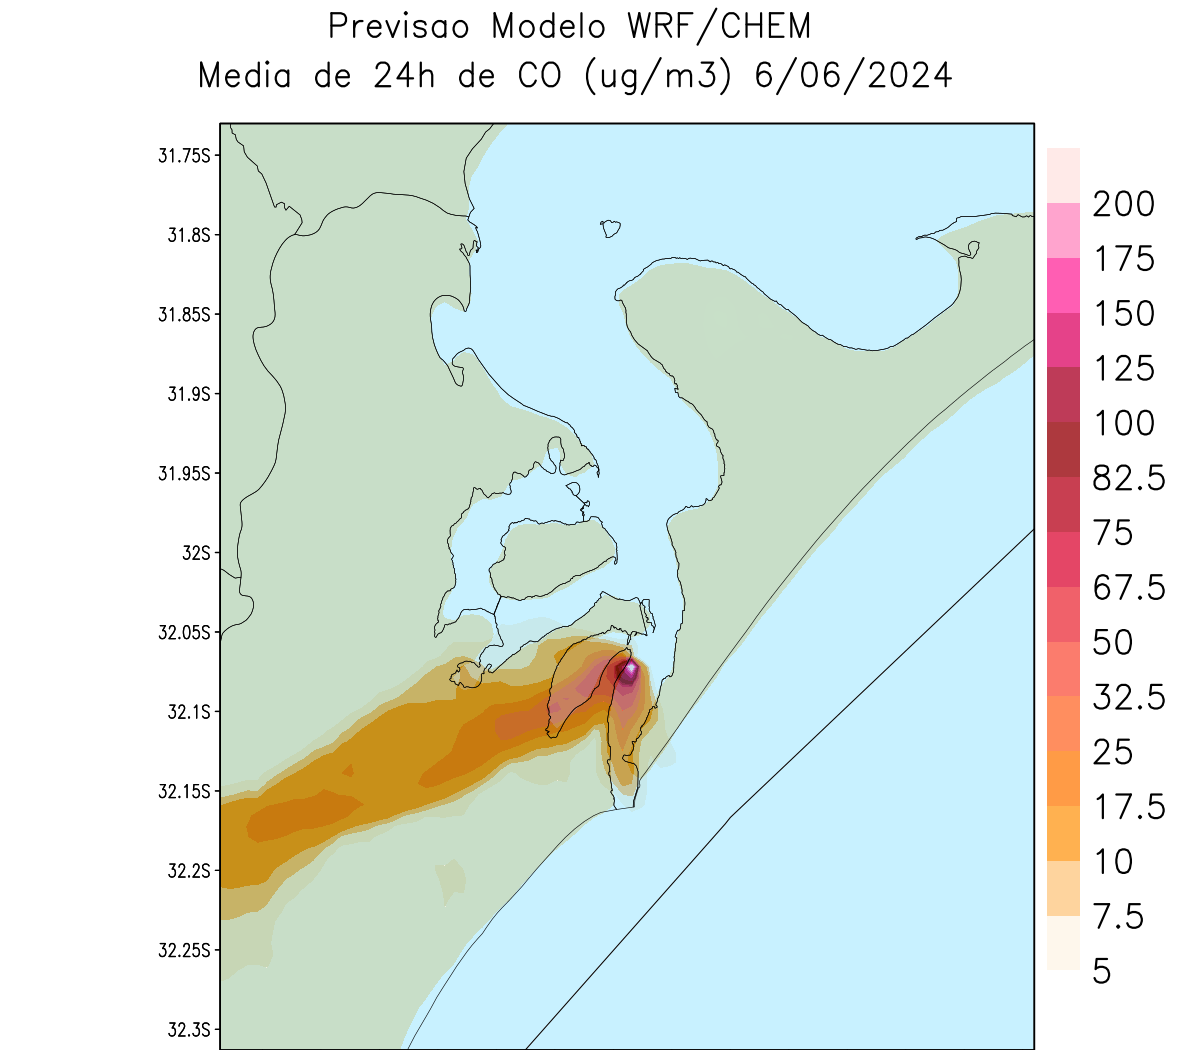 Previsao Modelo WRF/CHEM
Media de 24h de CO (ug/m3) 6/06/2024
31.75S
31.8S
31.85S
31.9S
31.95S
32S
32.05S
32.1S
32.15S
32.2S
32.25S
32.3S
200
175
150
125
100
82.5
75
67.5
50
32.5
25
17.5
10
7.5
5